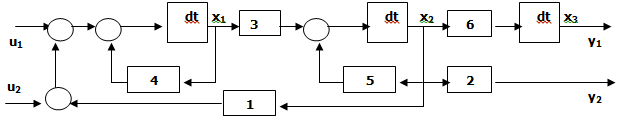 dt x₁ 3 dt x₂ 6 dt x₃
u₁ y₁
4 5 2
u₂ 1 y₂